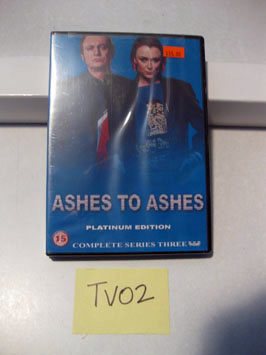 ASHES TO ASHES
PLATINUM EDITION
15
COMPLETE SERIES THREE
TV02